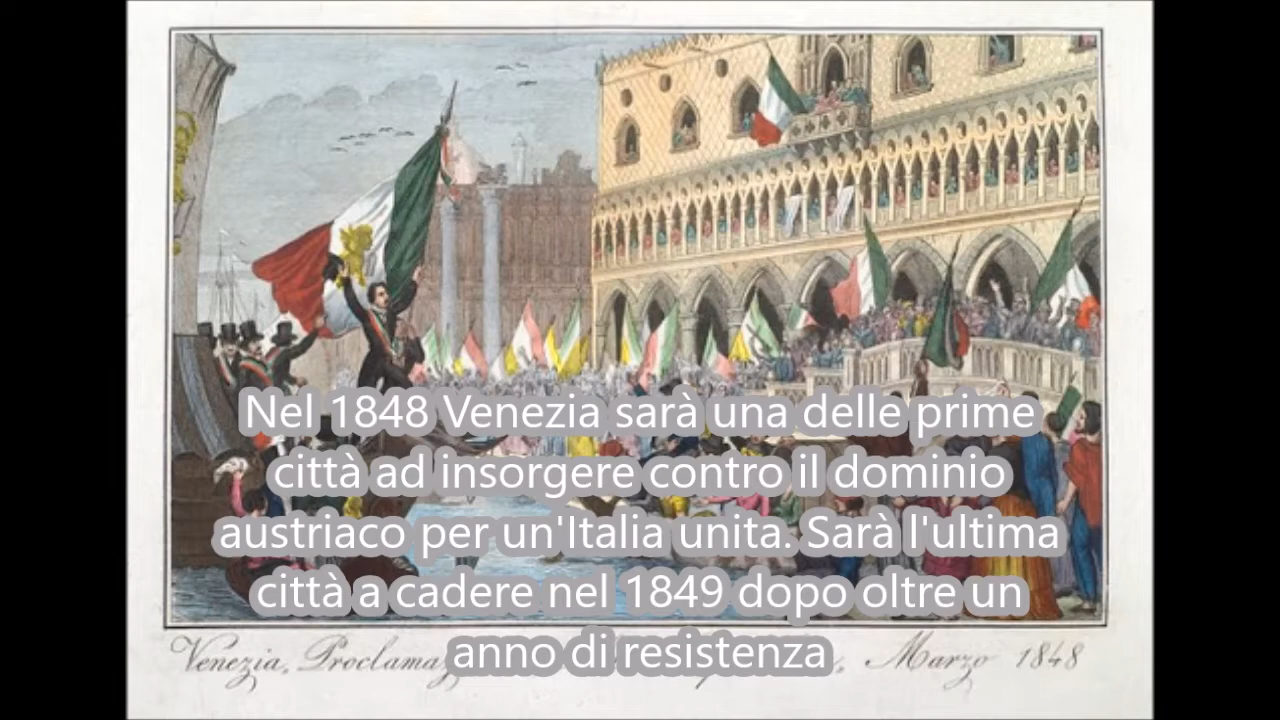 Nel 1848 Venezia sarà una delle prime
città ad insorgere contro il dominio
austriaco per un'Italia unita. Sarà l'ultima
città a cadere nel 1849 dopo oltre un
anno di resistenza
Venezia, Marzo 1848